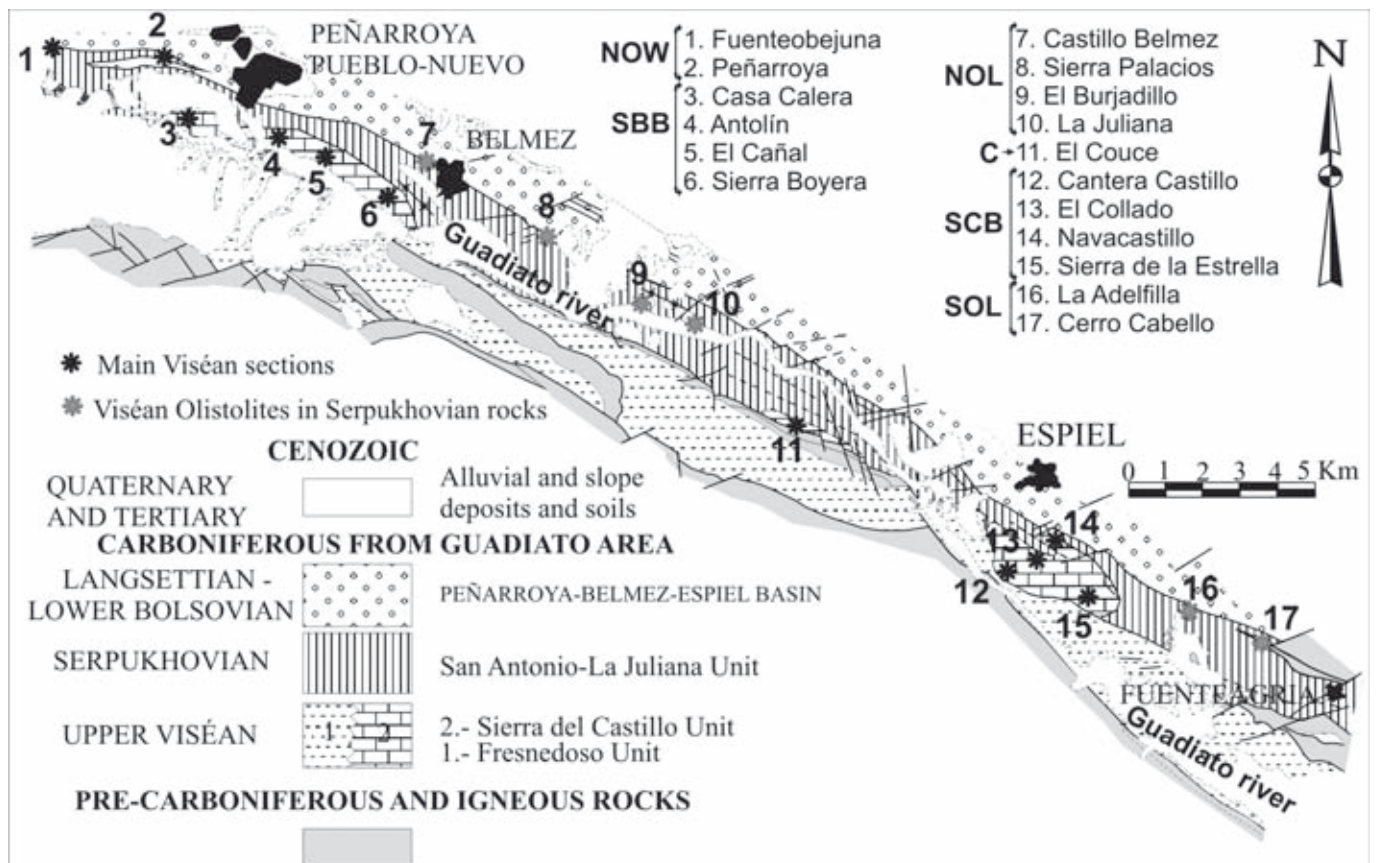 1
2
PEÑARROYA
PUEBLO-NUEVO
3
4
5
6
7
BELMEZ
8
9
10
Guadiato river
11
NOW
1. Fuenteobejuna
2. Peñarroya
SBB
3. Casa Calera
4. Antolín
5. El Cañal
6. Sierra Boyera
NOL
7. Castillo Belmez
8. Sierra Palacios
9. El Burjadillo
10. La Juliana
C
11. El Couce
SCB
12. Cantera Castillo
13. El Collado
14. Navacastillo
15. Sierra de la Estrella
SOL
16. La Adelfilla
17. Cerro Cabello
N
ESPIEL
0 1 2 3 4 5 Km
12
13
14
15
16
17
FUENTEAGRIA
Guadiato river
Main Viséan sections
Viséan Olistolites in Serpukhovian rocks
CENOZOIC
QUATERNARY
AND TERTIARY
Alluvial and slope
deposits and soils
CARBONIFEROUS FROM GUADIATO AREA
LANGSETTIAN -
LOWER BOLSOVIAN
PEÑARROYA-BELMEZ-ESPIEL BASIN
SERPUKHOVIAN
San Antonio-La Juliana Unit
UPPER VISÉAN
1
2
2.- Sierra del Castillo Unit
1.- Fresnedoso Unit
PRE-CARBONIFEROUS AND IGNEOUS ROCKS